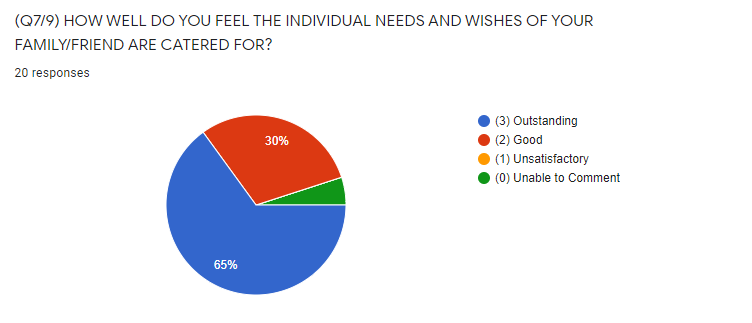 (Q7/9) HOW WELL DO YOU FEEL THE INDIVIDUAL NEEDS AND WISHES OF YOUR
FAMILY/FRIEND ARE CATERED FOR?
20 responses
30%
65%
(3) Outstanding
(2) Good
(1) Unsatisfactory
(0) Unable to Comment